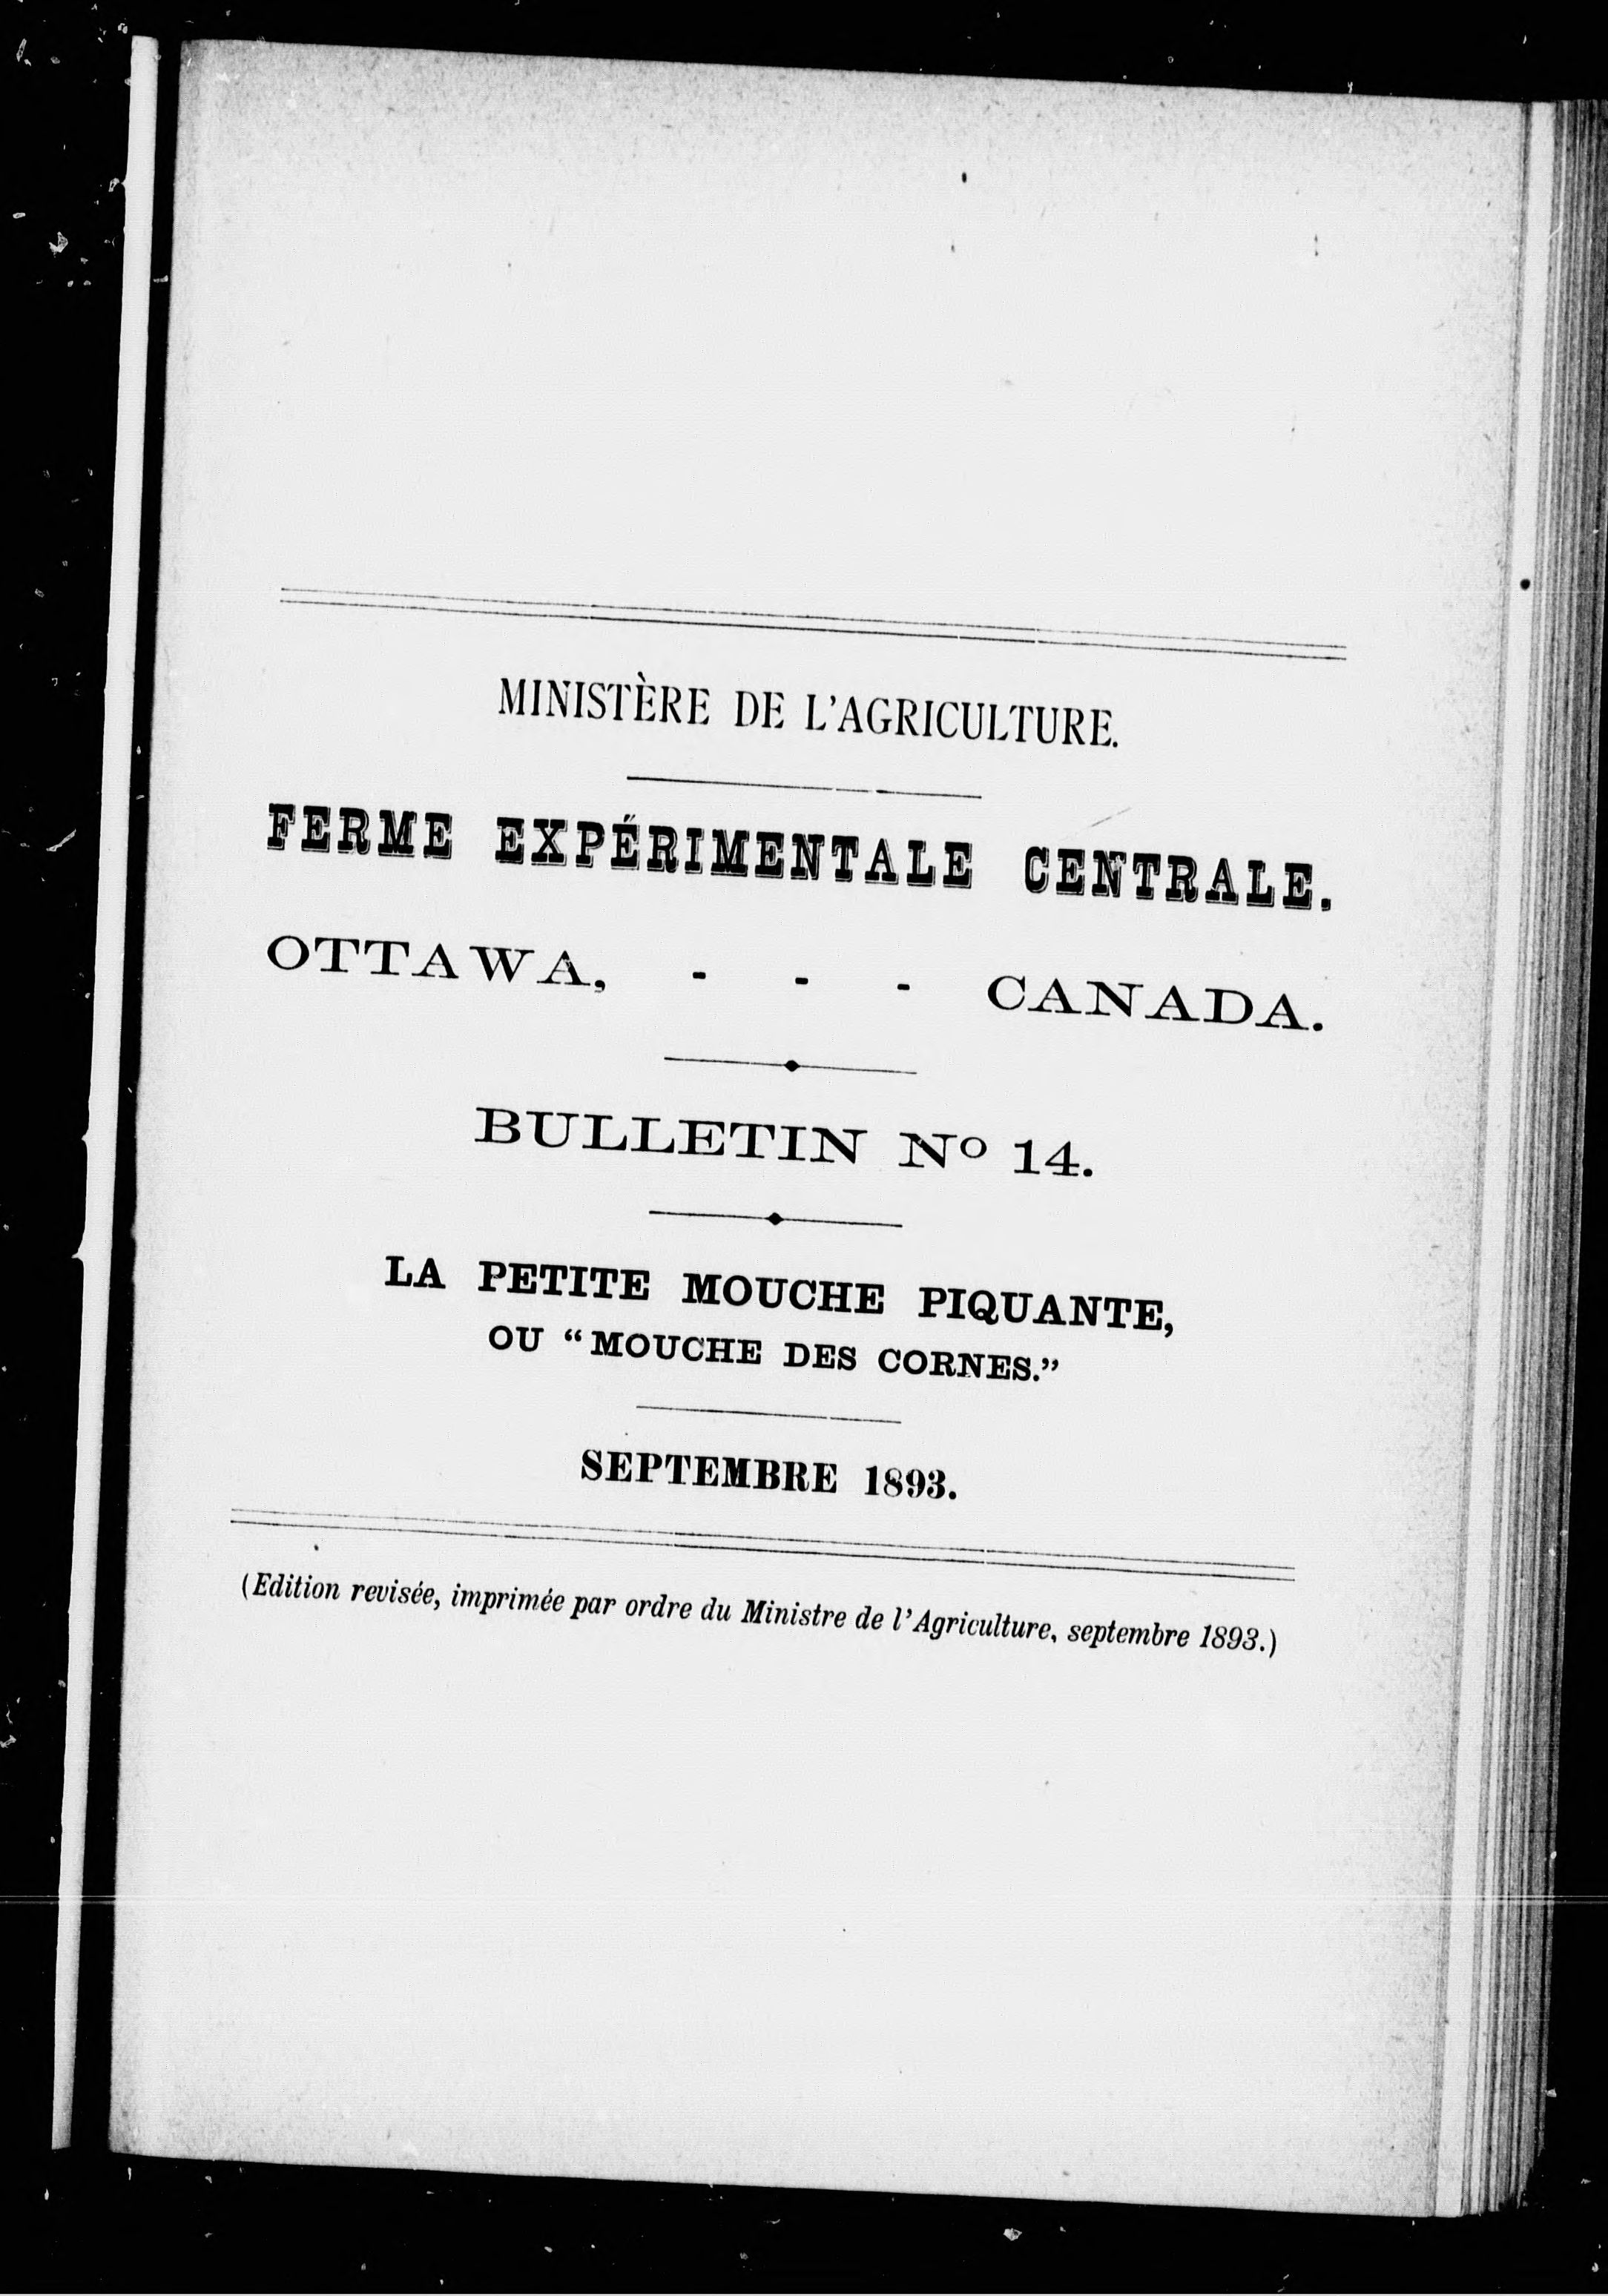 MINISTÈRE DE L'AGRICULTURE.
FERME EXPÉRIMENTALE CENTRALE.
OTTAWA, - - - CANADA.
BULLETIN Nº 14.
LA PETITE MOUCHE PIQUANTE,
OU "MOUCHE DES CORNES."
SEPTEMBRE 1893.
(Edition revisée, imprimée par ordre du Ministre de l'Agriculture, septembre 1893.)